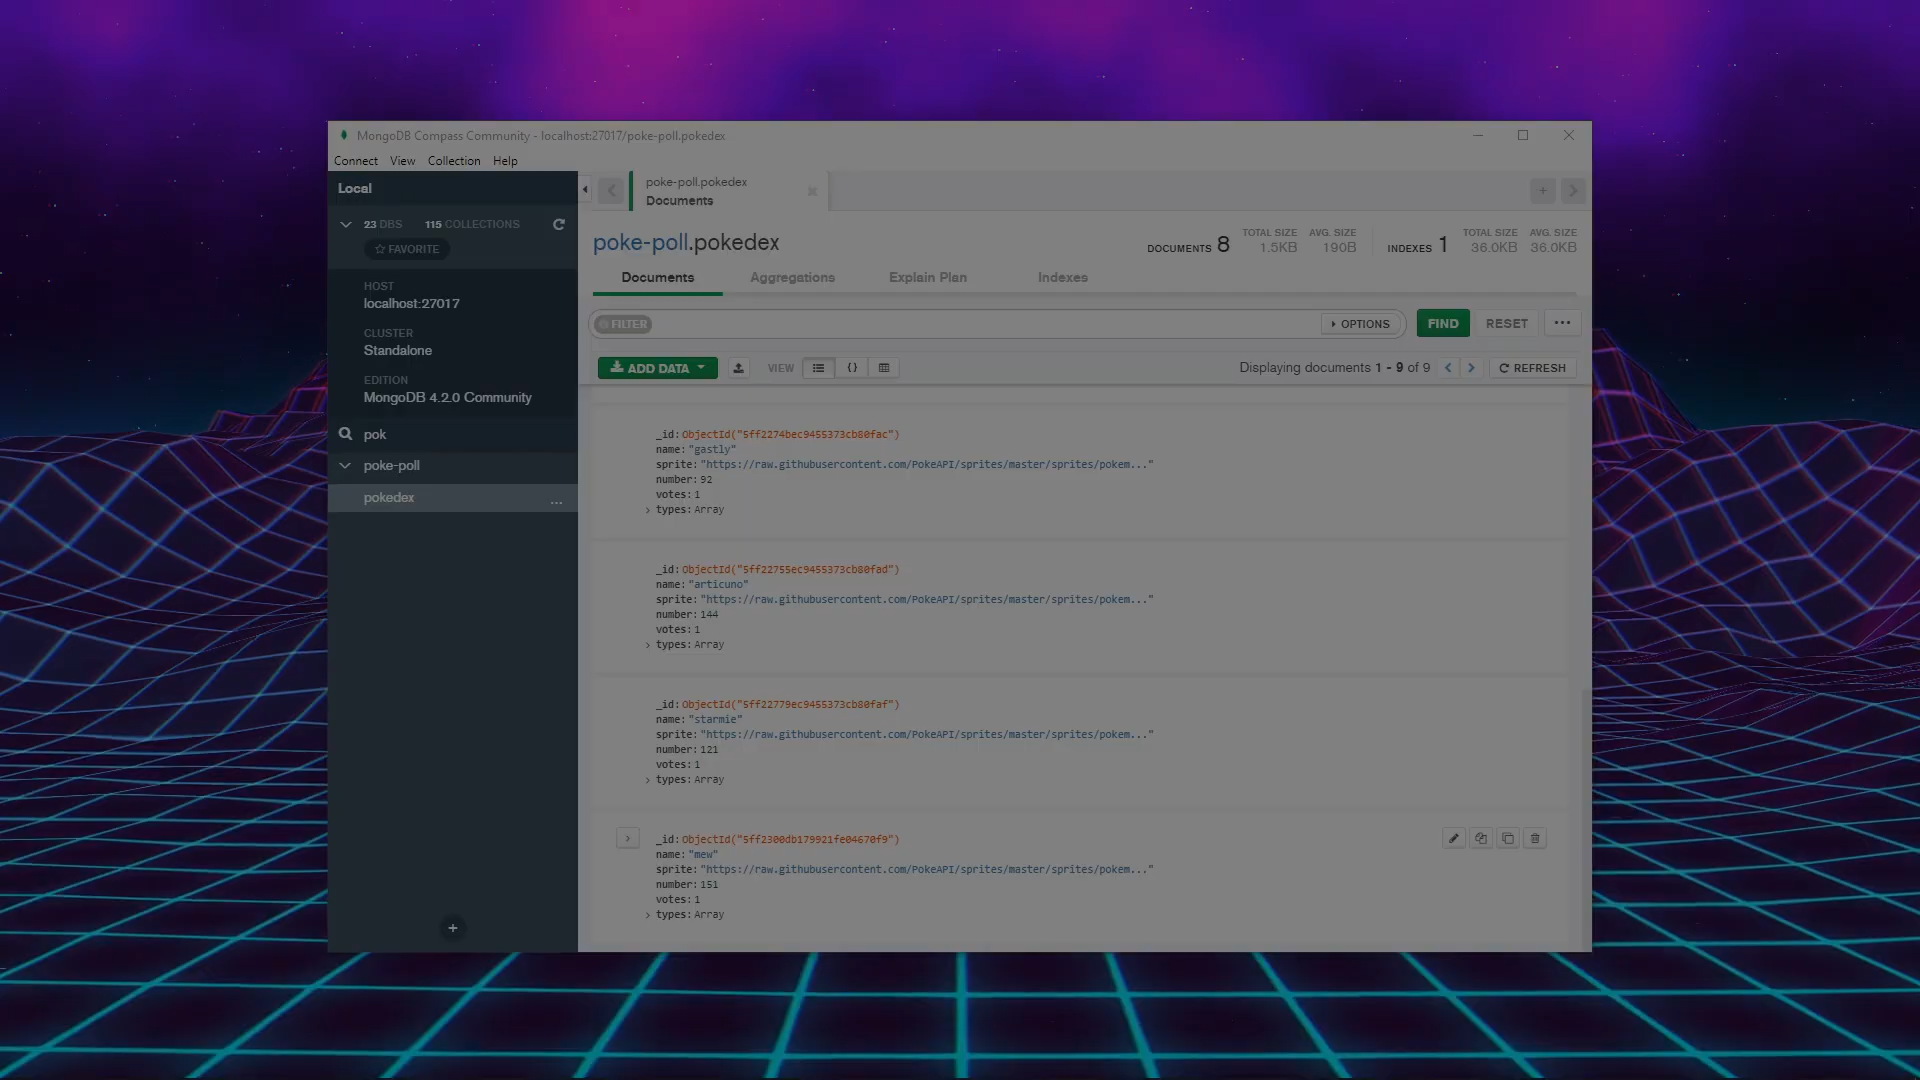 MongoDB Compass Community - localhost:27017/poke-poll.pokedex
Connect View Collection Help
Local
23 DBS 115 COLLECTIONS
FAVORITE
HOST
localhost:27017
CLUSTER
Standalone
EDITION
MongoDB 4.2.0 Community
pok
poke-poll
pokedex ...
+
poke-poll.pokedex
Documents
poke-poll.pokedex
DOCUMENTS 8
TOTAL SIZE
1.5KB
AVG. SIZE
190B
INDEXES 1
TOTAL SIZE
36.0KB
AVG. SIZE
36.0KB
Documents Aggregations Explain Plan Indexes
FILTER
OPTIONS
FIND
RESET
...
ADD DATA
VIEW
{}
Displaying documents 1 - 9 of 9
REFRESH
_id: ObjectId("5ff2274bec9455373cb80fac")
name: "gastly"
sprite: "https://raw.githubusercontent.com/PokeAPI/sprites/master/sprites/pokem..."
number: 92
votes: 1
types: Array
_id: ObjectId("5ff22755ec9455373cb80fad")
name: "articuno"
sprite: "https://raw.githubusercontent.com/PokeAPI/sprites/master/sprites/pokem..."
number: 144
votes: 1
types: Array
_id: ObjectId("5ff22779ec9455373cb80faf")
name: "starmie"
sprite: "https://raw.githubusercontent.com/PokeAPI/sprites/master/sprites/pokem..."
number: 121
votes: 1
types: Array
_id: ObjectId("5ff2300db179921fe04670f9")
name: "mew"
sprite: "https://raw.githubusercontent.com/PokeAPI/sprites/master/sprites/pokem..."
number: 151
votes: 1
types: Array